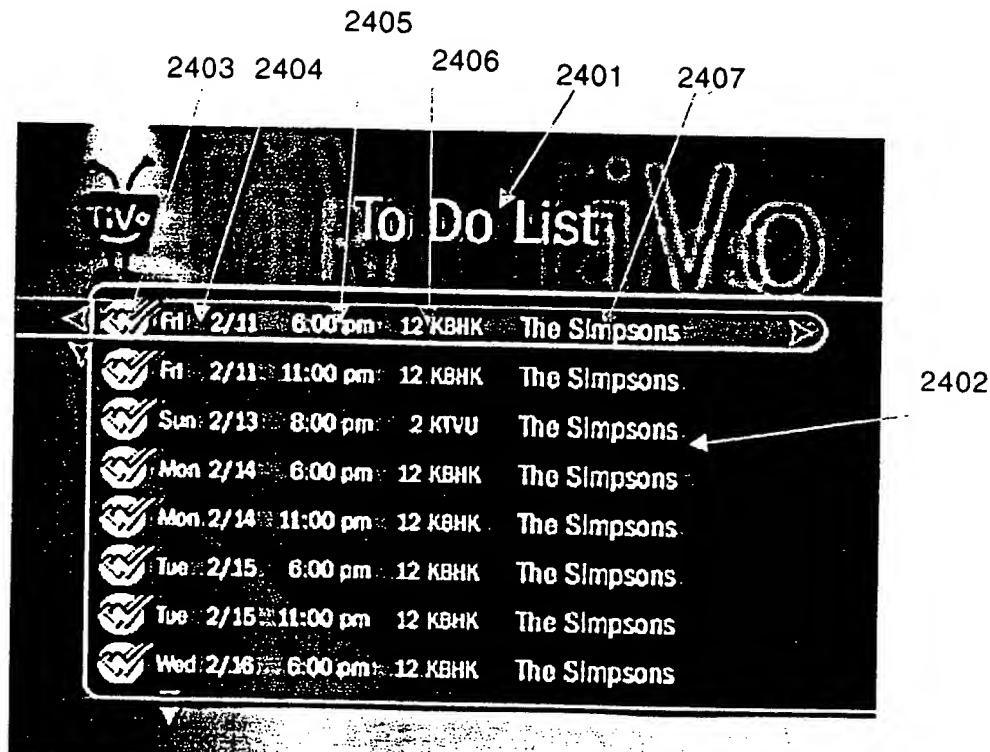 2405
2403 2404 2406 2401 2407
TiVo
To Do List
TiVo
Fri 2/11 6:00 pm 12 KBHK The Simpsons
Fri 2/11 11:00 pm 12 KBHK The Simpsons
2402
Sun 2/13 8:00 pm 2 KTVU The Simpsons
Mon 2/14 6:00 pm 12 KBHK The Simpsons
Mon 2/14 11:00 pm 12 KBHK The Simpsons
Tue 2/15 6:00 pm 12 KBHK The Simpsons
Tue 2/15 11:00 pm 12 KBHK The Simpsons
Wed 2/16 6:00 pm 12 KBHK The Simpsons